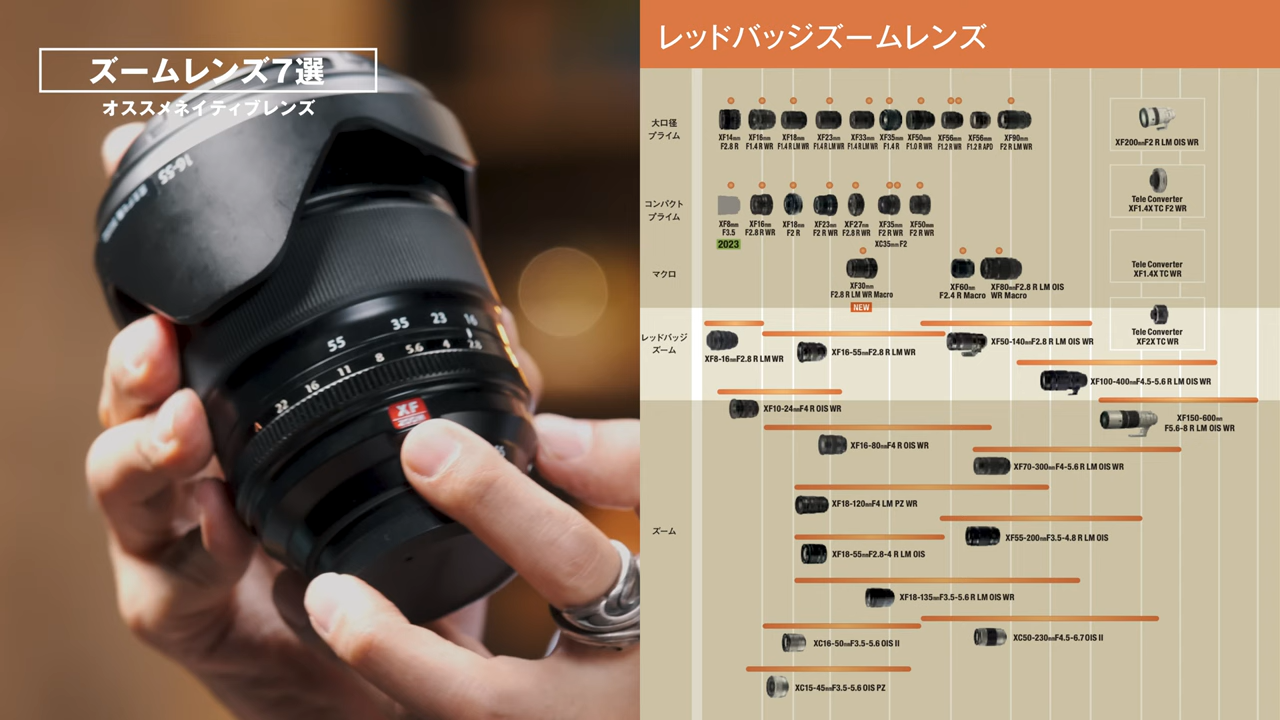 ズームレンズ7選
オススメネイティブレンズ
16-55
55 35 23 16
22 16 11 8 5.6 4 2.8
XF
ZOOM
レッドバッジズームレンズ
大口径
プライム
XF14mm
F2.8 R
XF16mm
F1.4 R WR
XF18mm
F1.4 R LM WR
XF23mm
F1.4 R LM WR
XF33mm
F1.4 R LM WR
XF35mm
F1.4 R
XF50mm
F1.0 R WR
XF56mm
F1.2 R WR
XF56mm
F1.2 R APD
XF90mm
F2 R LM WR
XF200mmF2 R LM OIS WR
コンパクト
プライム
XF8mm
F3.5
2023
XF16mm
F2.8 R WR
XF18mm
F2 R
XF23mm
F2 R WR
XF27mm
F2.8 R WR
XF35mm
F2 R WR
XC35mm F2
XF50mm
F2 R WR
Tele Converter
XF1.4X TC F2 WR
マクロ
XF30mm
F2.8 R LM WR Macro
NEW
XF60mm
F2.4 R Macro
XF80mmF2.8 R LM OIS
WR Macro
Tele Converter
XF1.4X TC WR
レッドバッジ
ズーム
XF8-16mmF2.8 R LM WR
XF16-55mmF2.8 R LM WR
XF50-140mmF2.8 R LM OIS WR
Tele Converter
XF2X TC WR
XF100-400mmF4.5-5.6 R LM OIS WR
ズーム
XF10-24mmF4 R OIS WR
XF150-600mm
F5.6-8 R LM OIS WR
XF16-80mmF4 R OIS WR
XF70-300mmF4-5.6 R LM OIS WR
XF18-120mmF4 LM PZ WR
XF55-200mmF3.5-4.8 R LM OIS
XF18-55mmF2.8-4 R LM OIS
XF18-135mmF3.5-5.6 R LM OIS WR
XC16-50mmF3.5-5.6 OIS II
XC50-230mmF4.5-6.7 OIS II
XC15-45mmF3.5-5.6 OIS PZ